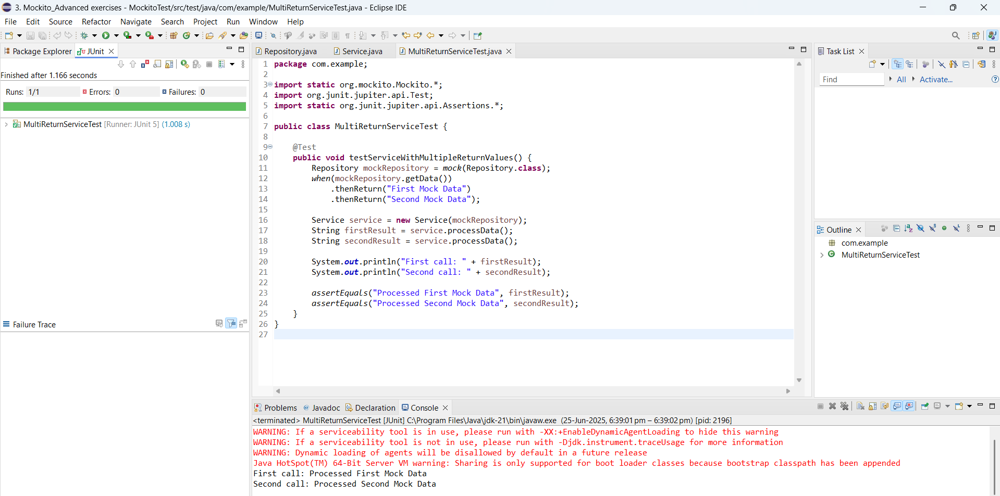 3. Mockito_Advanced exercises - MockitoTest/src/test/java/com/example/MultiReturnServiceTest.java - Eclipse IDE
File Edit Source Refactor Navigate Search Project Run Window Help
Package Explorer JUnit
Finished after 1.166 seconds
Runs: 1/1 Errors: 0 Failures: 0
MultiReturnServiceTest [Runner: JUnit 5] (1.008 s)
Failure Trace
Repository.java Service.java MultiReturnServiceTest.java
1 package com.example;
2
3 import static org.mockito.Mockito.*;
4 import org.junit.jupiter.api.Test;
5 import static org.junit.jupiter.api.Assertions.*;
6
7 public class MultiReturnServiceTest {
8
9     @Test
10     public void testServiceWithMultipleReturnValues() {
11         Repository mockRepository = mock(Repository.class);
12         when(mockRepository.getData())
13             .thenReturn("First Mock Data")
14             .thenReturn("Second Mock Data");
15
16         Service service = new Service(mockRepository);
17         String firstResult = service.processData();
18         String secondResult = service.processData();
19
20         System.out.println("First call: " + firstResult);
21         System.out.println("Second call: " + secondResult);
22
23         assertEquals("Processed First Mock Data", firstResult);
24         assertEquals("Processed Second Mock Data", secondResult);
25     }
26 }
27
Task List
Find All Activate...
Outline
com.example
MultiReturnServiceTest
Problems Javadoc Declaration Console
<terminated> MultiReturnServiceTest [JUnit] C:\Program Files\Java\jdk-21\bin\javaw.exe (25-Jun-2025, 6:39:01 pm – 6:39:02 pm) [pid: 2196]
WARNING: If a serviceability tool is in use, please run with -XX:+EnableDynamicAgentLoading to hide this warning
WARNING: If a serviceability tool is not in use, please run with -Djdk.instrument.traceUsage for more information
WARNING: Dynamic loading of agents will be disallowed by default in a future release
Java HotSpot(TM) 64-Bit Server VM warning: Sharing is only supported for boot loader classes because bootstrap classpath has been appended
First call: Processed First Mock Data
Second call: Processed Second Mock Data